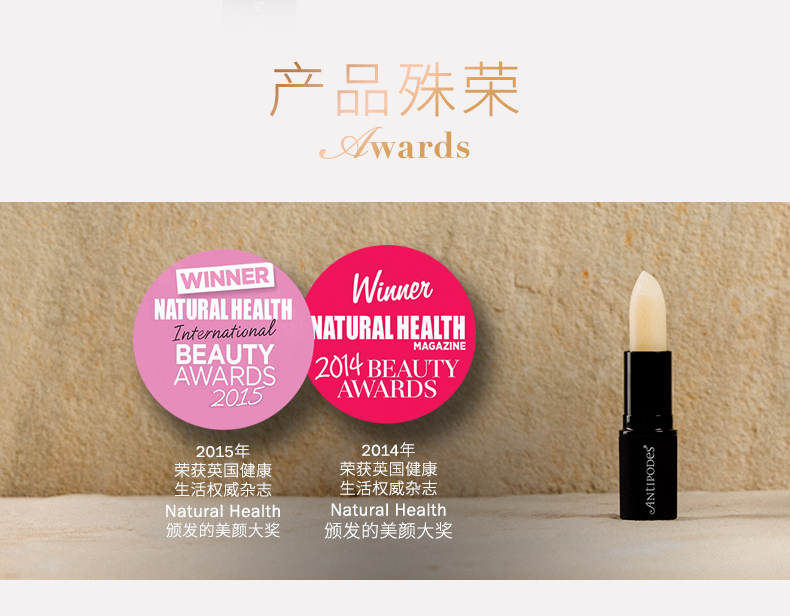 产品殊荣
Awards
WINNER
NATURAL HEALTH
International
BEAUTY
AWARDS
2015
Winner
NATURAL HEALTH
MAGAZINE
2014 BEAUTY
AWARDS
2015年
荣获英国健康
生活权威杂志
Natural Health
颁发的美颜大奖
2014年
荣获英国健康
生活权威杂志
Natural Health
颁发的美颜大奖
ANTIPODES®